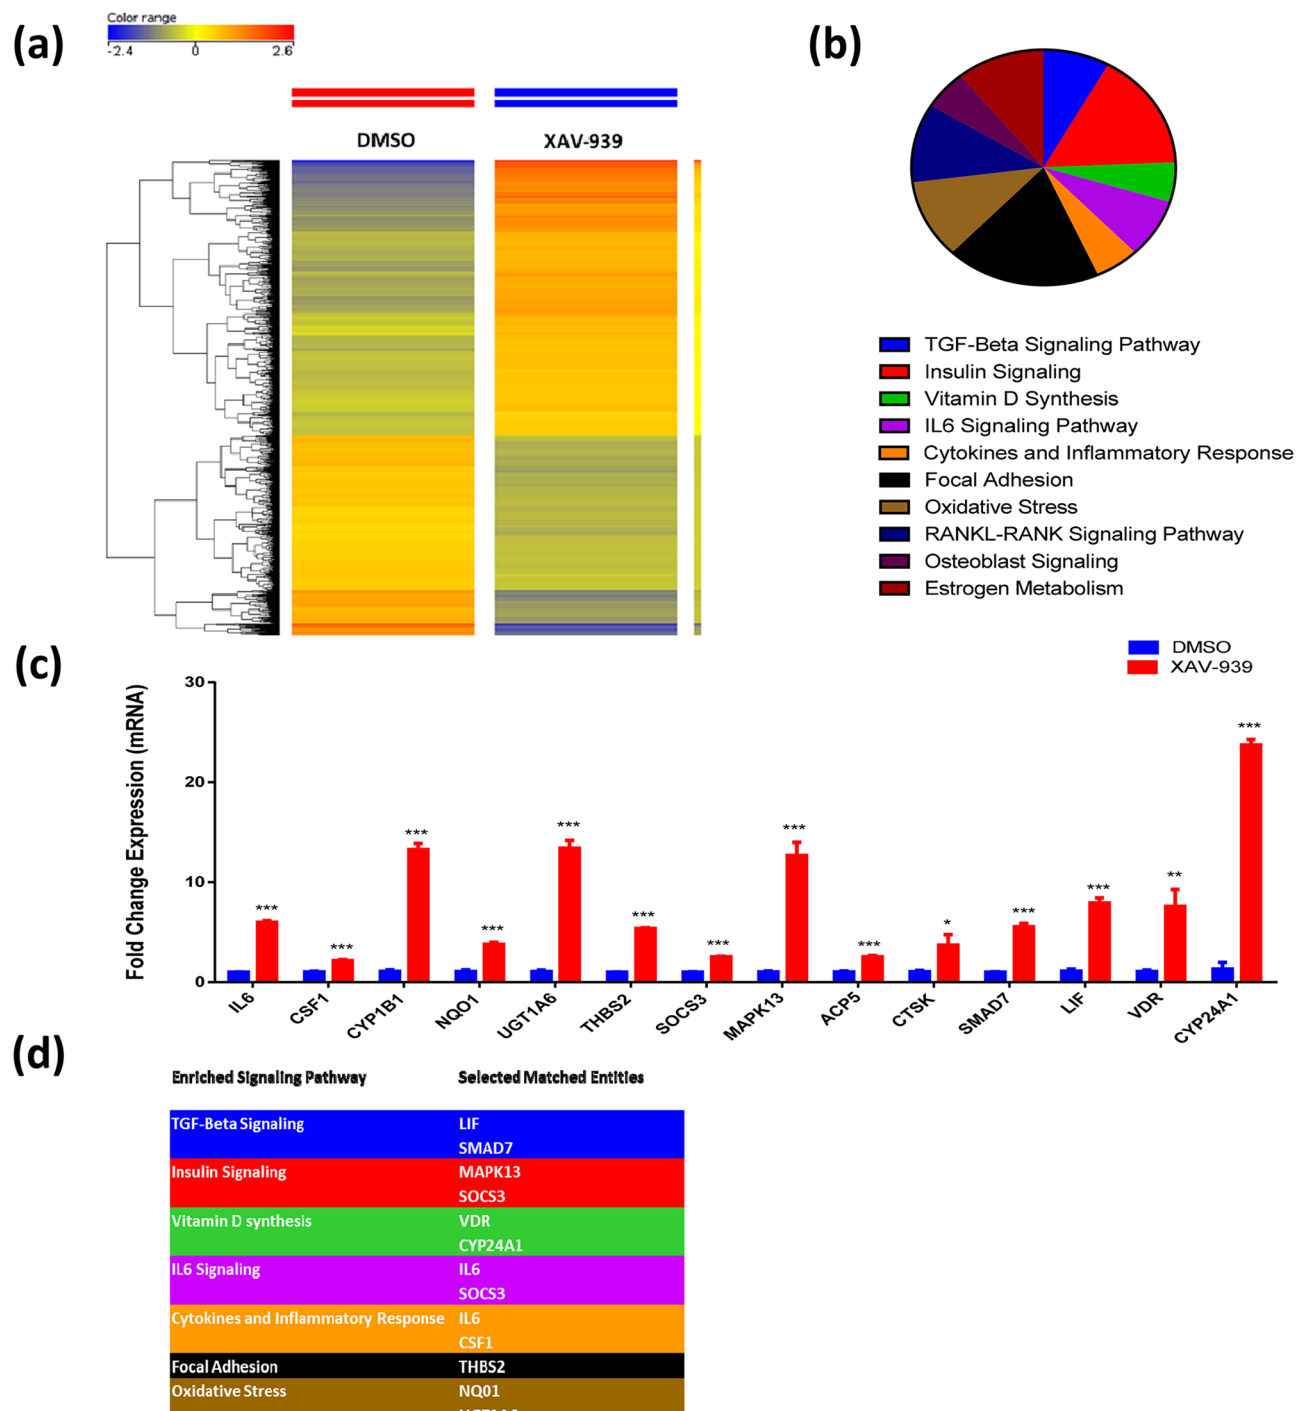 (a)
Color range
-2.4 0 2.6
DMSO XAV-939
(b)
TGF-Beta Signaling Pathway
Insulin Signaling
Vitamin D Synthesis
IL6 Signaling Pathway
Cytokines and Inflammatory Response
Focal Adhesion
Oxidative Stress
RANKL-RANK Signaling Pathway
Osteoblast Signaling
Estrogen Metabolism
(c)
DMSO
XAV-939
Fold Change Expression (mRNA)
30
20
10
0
*** *** *** *** *** *** *** *** *** * *** *** ** ***
IL6 CSF1 CYP1B1 NQO1 UGT1A6 THBS2 SOCS3 MAPK13 ACP5 CTSK SMAD7 LIF VDR CYP24A1
(d)
Enriched Signaling Pathway Selected Matched Entities
TGF-Beta Signaling LIF
SMAD7
Insulin Signaling MAPK13
SOCS3
Vitamin D synthesis VDR
CYP24A1
IL6 Signaling IL6
SOCS3
Cytokines and Inflammatory Response IL6
CSF1
Focal Adhesion THBS2
Oxidative Stress NQ01